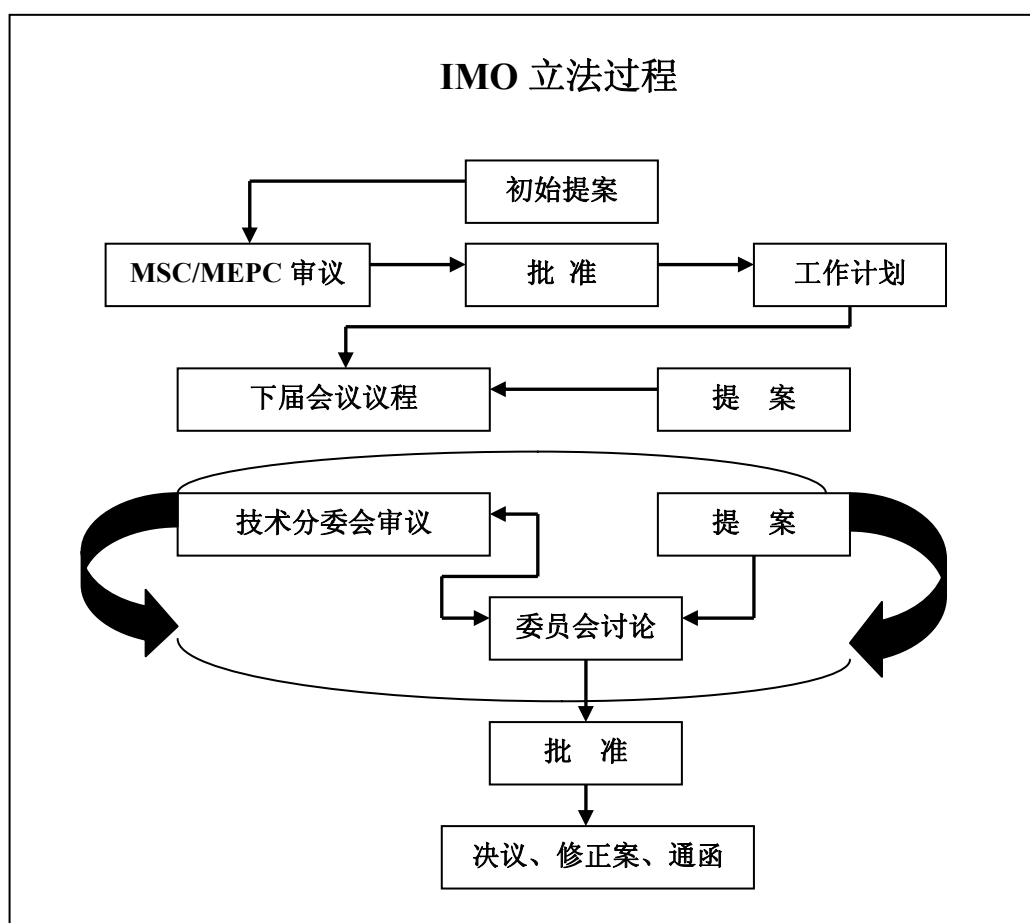 IMO 立法过程
初始提案
MSC/MEPC 审议
批 准
工作计划
下届会议议程
提 案
技术分委会审议
提 案
委员会讨论
批 准
决议、修正案、通函